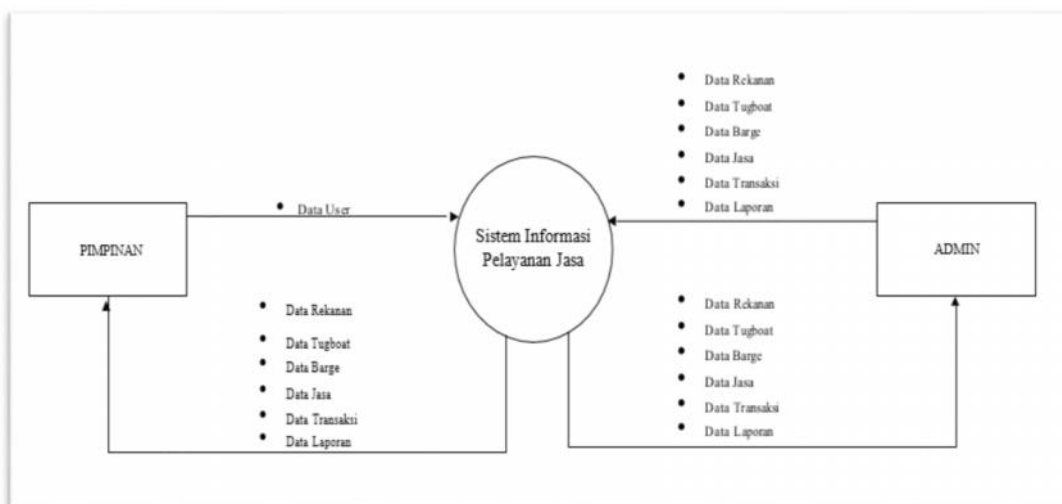 PIMPINAN
• Data User
Sistem Informasi
Pelayanan Jasa
• Data Rekanan
• Data Tugboat
• Data Barge
• Data Jasa
• Data Transaksi
• Data Laporan
ADMIN
• Data Rekanan
• Data Tugboat
• Data Barge
• Data Jasa
• Data Transaksi
• Data Laporan
• Data Rekanan
• Data Tugboat
• Data Barge
• Data Jasa
• Data Transaksi
• Data Laporan